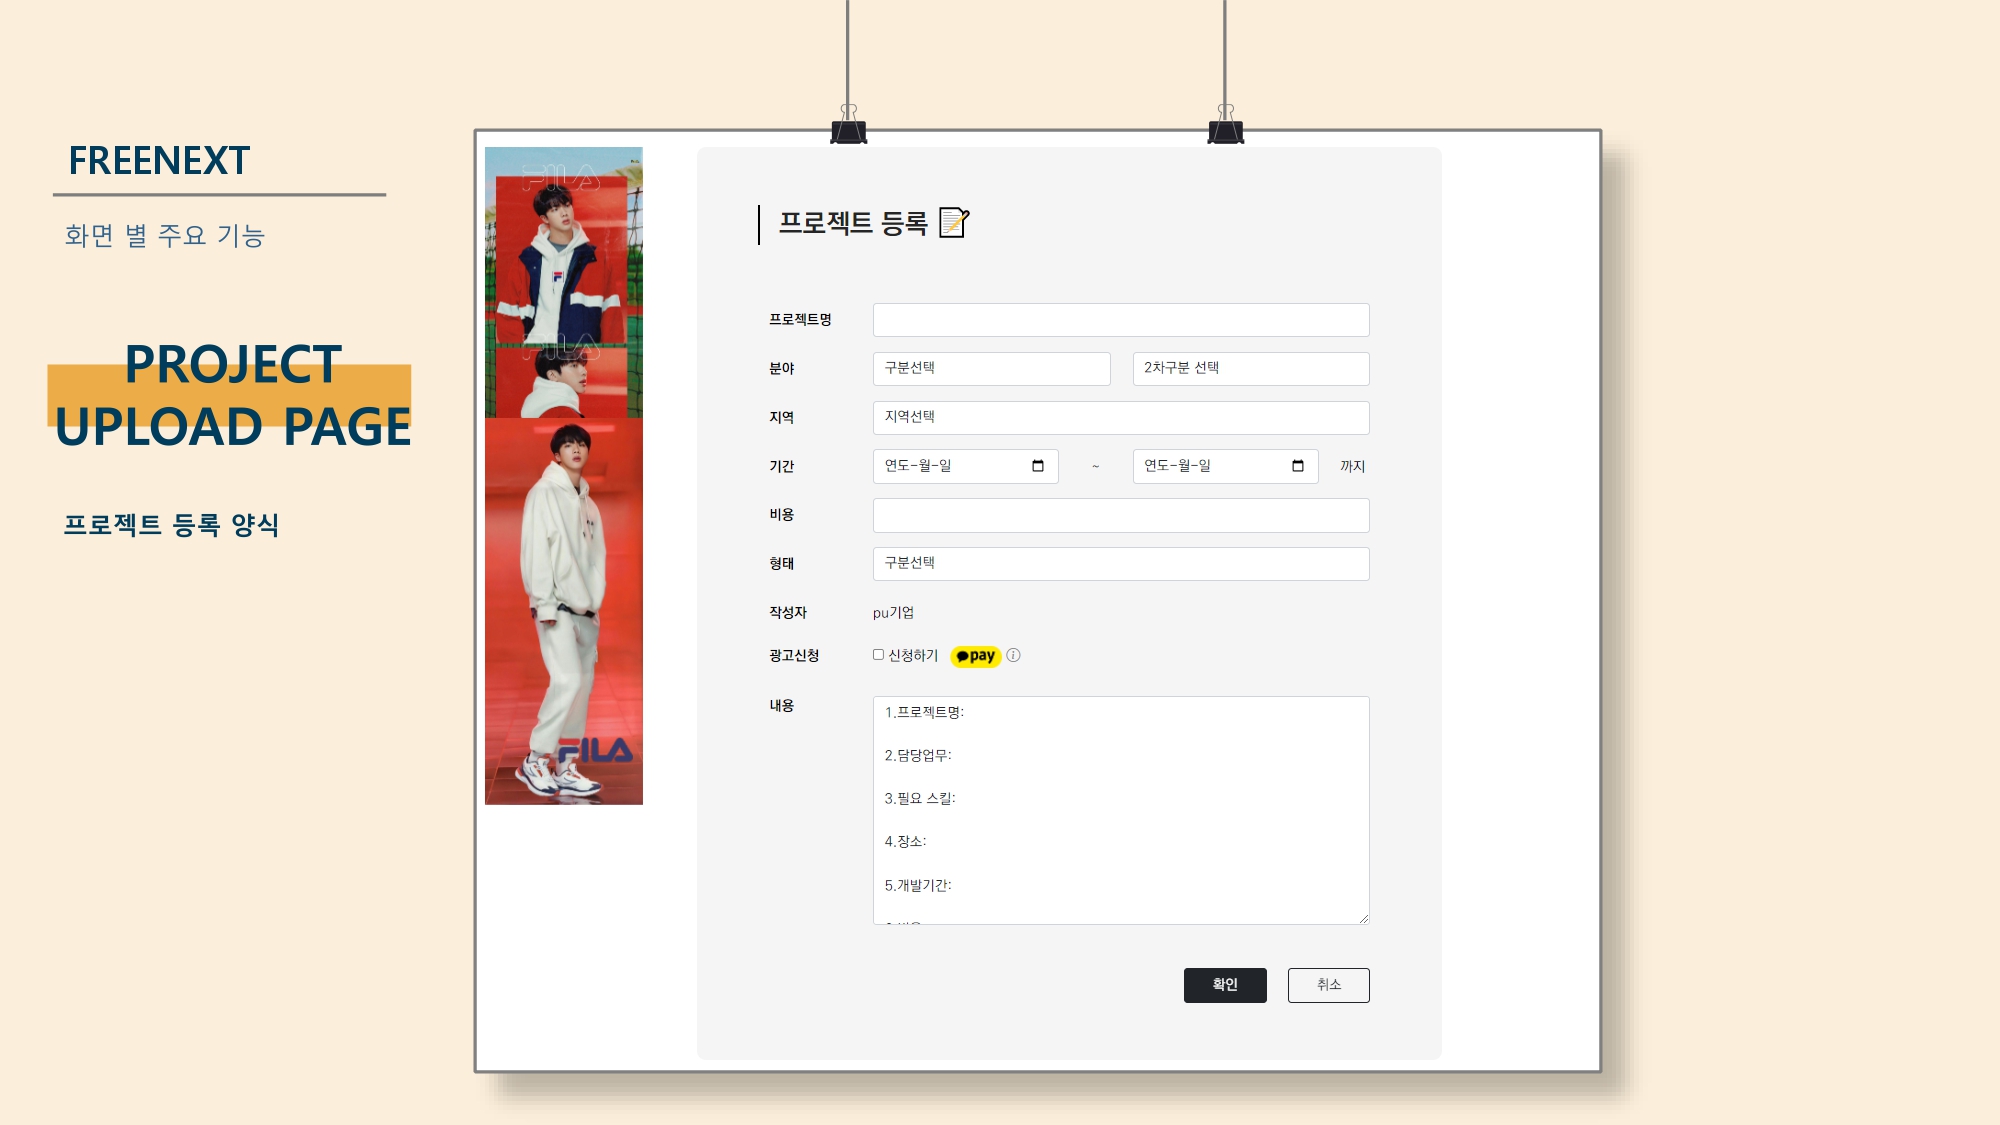 FREENEXT
화면 별 주요 기능
PROJECT
UPLOAD PAGE
프로젝트 등록 양식
FILA
FILA
FILA
프로젝트 등록
프로젝트명
분야 구분선택 2차구분 선택
지역 지역선택
기간 연도-월-일 ~ 연도-월-일 까지
비용
형태 구분선택
작성자 pu기업
광고신청 신청하기 pay
내용
1.프로젝트명:
2.담당업무:
3.필요 스킬:
4.장소:
5.개발기간:
확인 취소